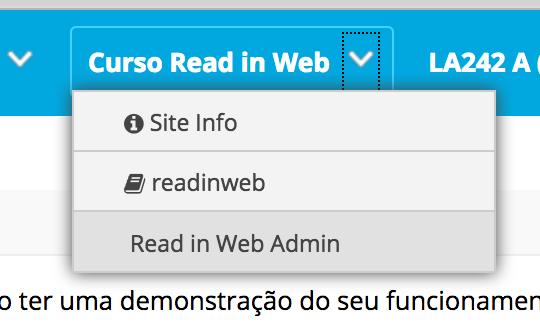 Curso Read in Web LA242 A (
Site Info
readinweb
Read in Web Admin
o ter uma demonstração do seu funcionamen